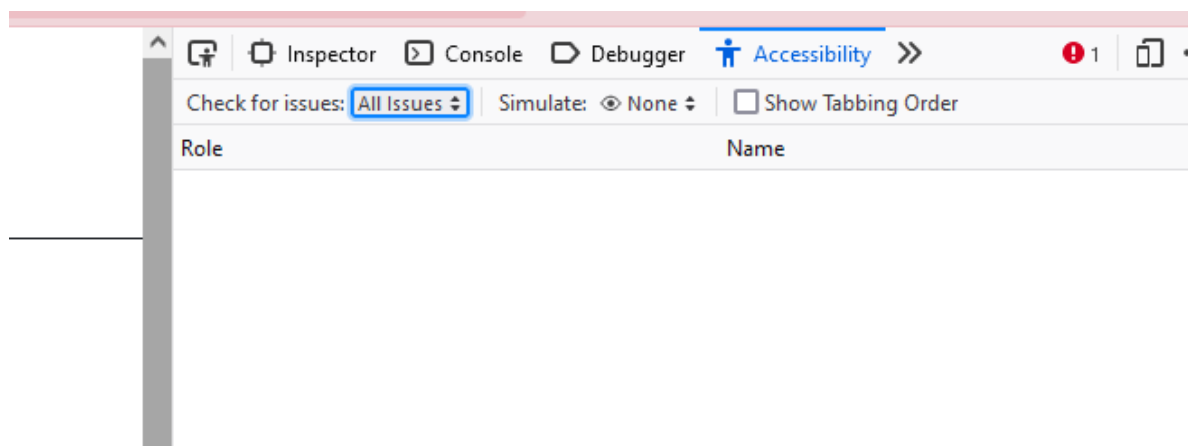 Inspector Console Debugger Accessibility 1
Check for issues: All Issues Simulate: None Show Tabbing Order
Role Name